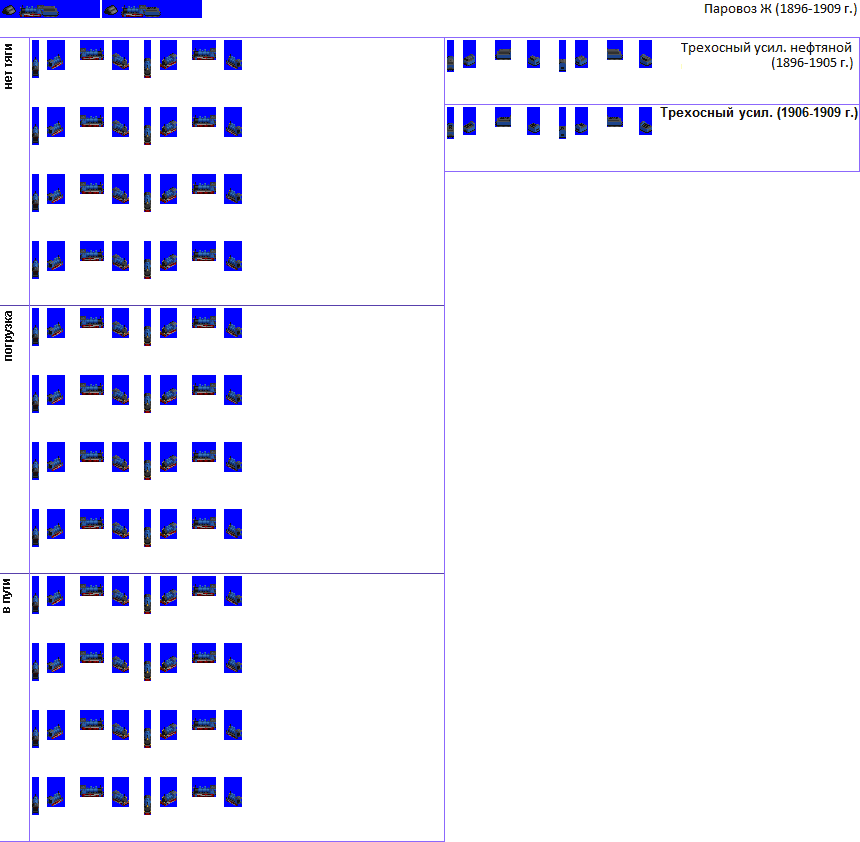 Паровоз Ж (1896-1909 г.)
нет тяги
Трехосный усил. нефтяной
(1896-1905 г.)
Трехосный усил. (1906-1909 г.)
погрузка
в пути